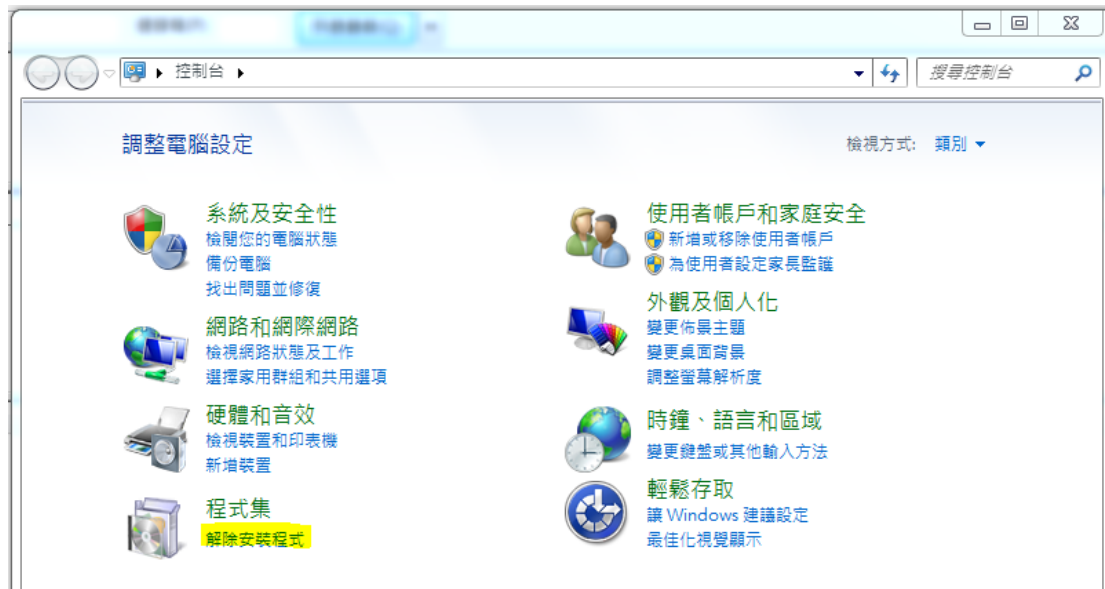 控制台
搜尋控制台
調整電腦設定
檢視方式: 類別
系統及安全性
檢閱您的電腦狀態
備份電腦
找出問題並修復
網路和網際網路
檢視網路狀態及工作
選擇家用群組和共用選項
硬體和音效
檢視裝置和印表機
新增裝置
程式集
解除安裝程式
使用者帳戶和家庭安全
新增或移除使用者帳戶
為使用者設定家長監護
外觀及個人化
變更佈景主題
變更桌面背景
調整螢幕解析度
時鐘、語言和區域
變更鍵盤或其他輸入方法
輕鬆存取
讓 Windows 建議設定
最佳化視覺顯示